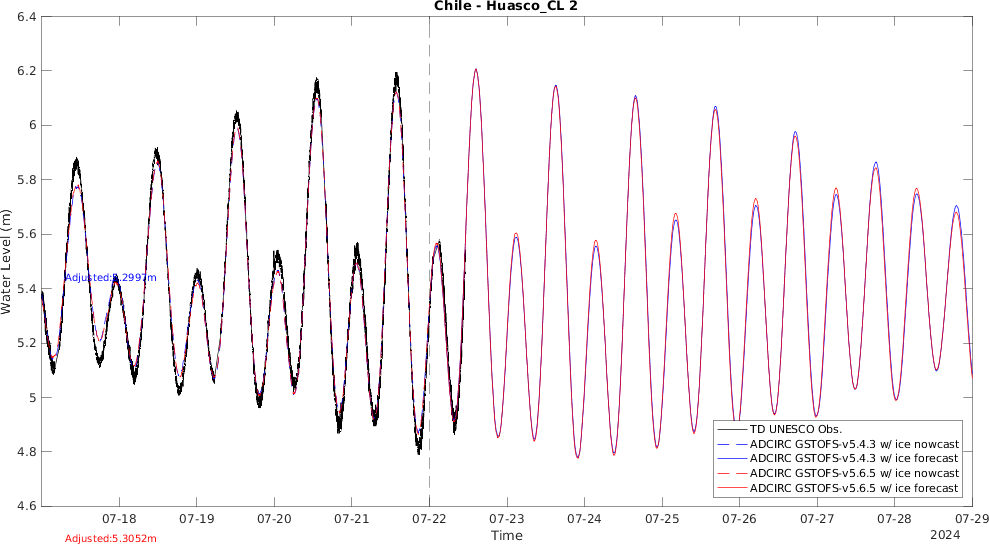 Chile - Huasco_CL 2
6.4
6.2
6
5.8
5.6
5.4
5.2
5
4.8
4.6
Water Level (m)
Adjusted:5.2997m
TD UNESCO Obs.
ADCIRC GSTOFS-v5.4.3 w/ ice nowcast
ADCIRC GSTOFS-v5.4.3 w/ ice forecast
ADCIRC GSTOFS-v5.6.5 w/ ice nowcast
ADCIRC GSTOFS-v5.6.5 w/ ice forecast
07-18 07-19 07-20 07-21 07-22 07-23 07-24 07-25 07-26 07-27 07-28 07-29
Time
2024
Adjusted:5.3052m